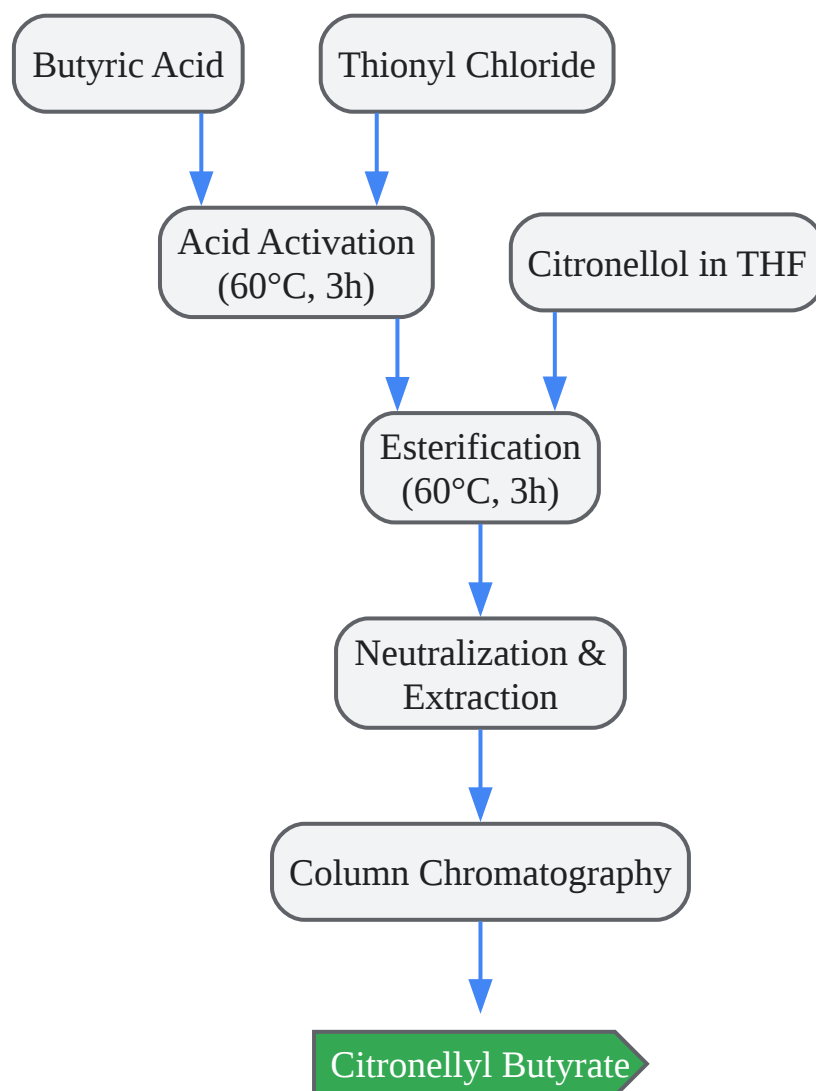 Butyric Acid
Thionyl Chloride
Acid Activation
(60°C, 3h)
Citronellol in THF
Esterification
(60°C, 3h)
Neutralization &
Extraction
Column Chromatography
Citronellyl Butyrate